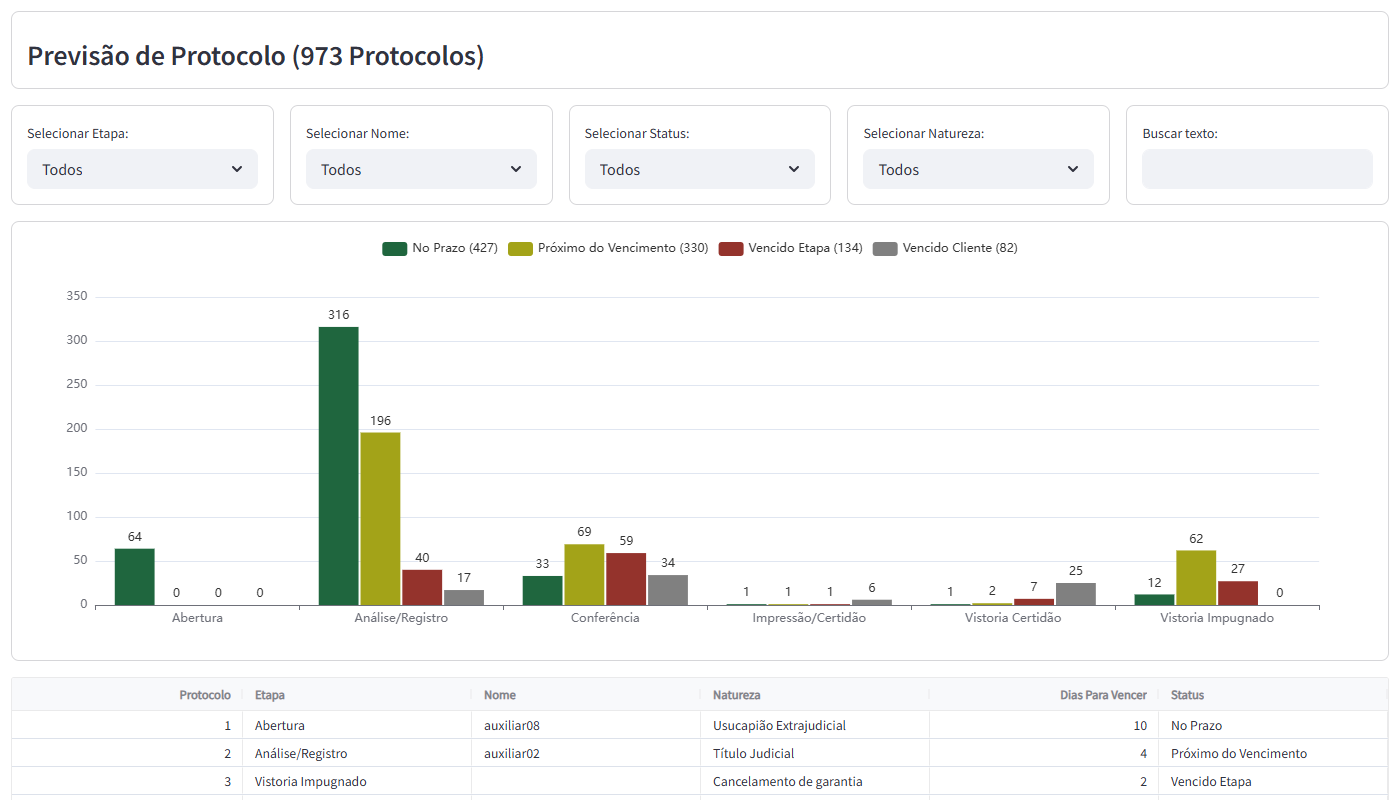 Previsão de Protocolo (973 Protocolos)
Selecionar Etapa: Selecionar Nome: Selecionar Status: Selecionar Natureza: Buscar texto:
Todos Todos Todos Todos
No Prazo (427) Próximo do Vencimento (330) Vencido Etapa (134) Vencido Cliente (82)
350
300
250
200
150
100
50
0
64 0 0 0
316 196 40 17
33 69 59 34
1 1 1 6
1 2 7 25
12 62 27 0
Abertura Análise/Registro Conferência Impressão/Certidão Vistoria Certidão Vistoria Impugnado
Protocolo Etapa Nome Natureza Dias Para Vencer Status
1 Abertura auxiliar08 Usucapião Extrajudicial 10 No Prazo
2 Análise/Registro auxiliar02 Título Judicial 4 Próximo do Vencimento
3 Vistoria Impugnado Cancelamento de garantia 2 Vencido Etapa